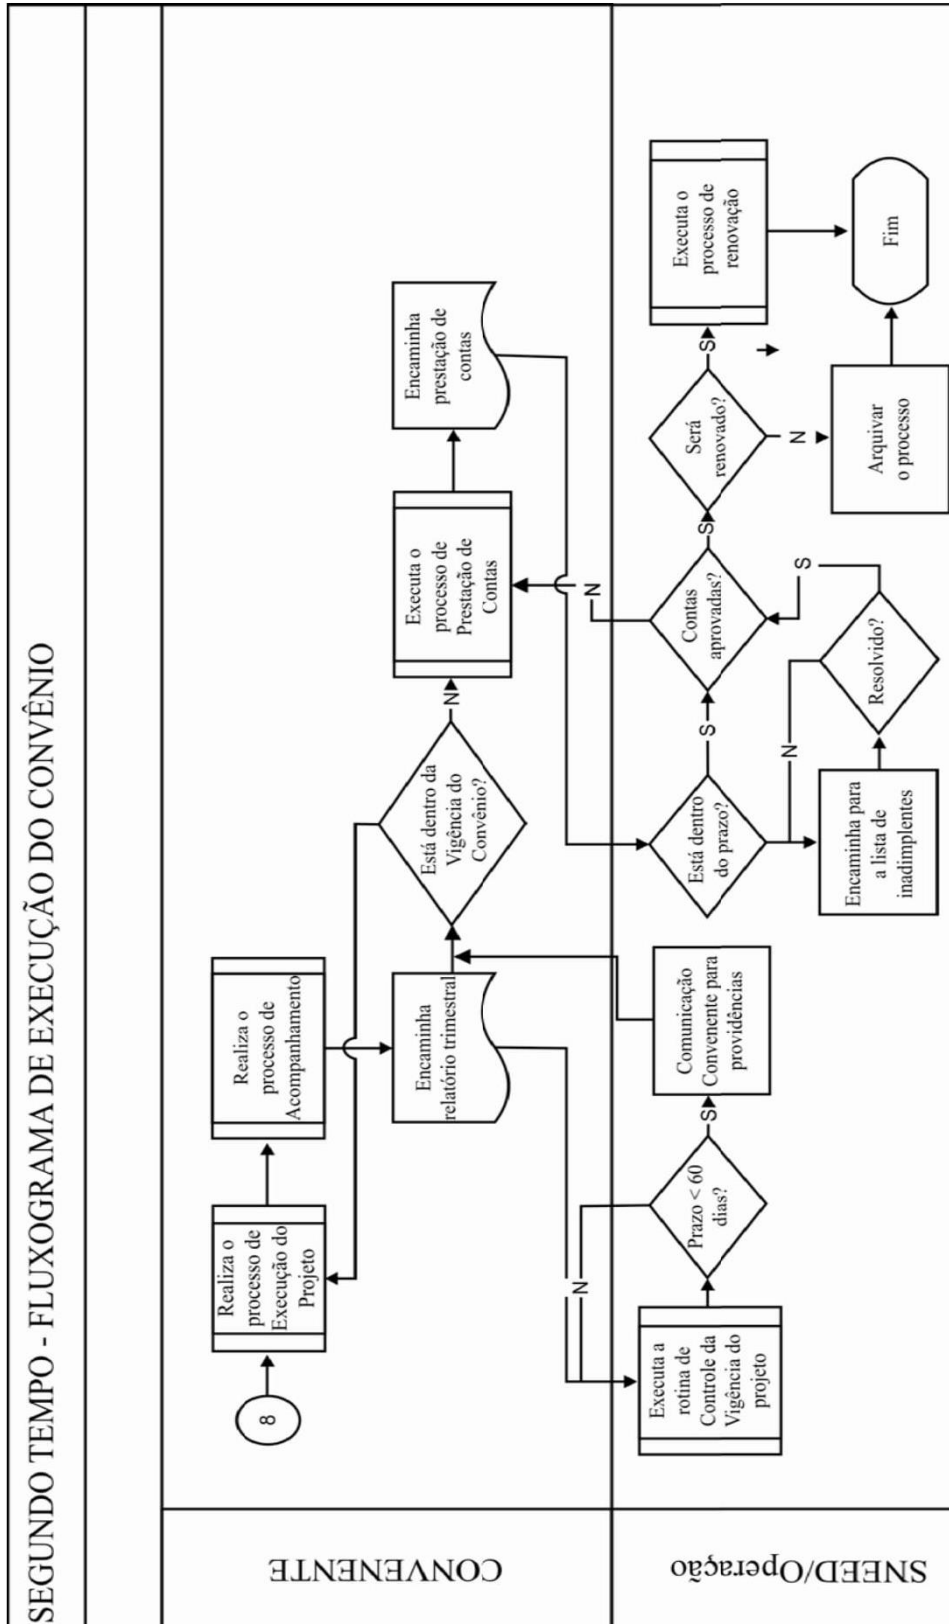 SEGUNDO TEMPO - FLUXOGRAMA DE EXECUÇÃO DO CONVÊNIO
CONVENENTE
8
Realiza o
processo de
Execução do
Projeto
Realiza o
processo de
Acompanhamento
Encaminha
relatório trimestral
Está dentro da
Vigência do
Convênio?
N
Executa o
processo de
Prestação de
Contas
Encaminha
prestação de
contas
SNEED/Operação
Executa a
rotina de
Controle da
Vigência do
projeto
N
Prazo < 60
dias?
S
Comunicação
Convenente para
providências
Está dentro
do prazo?
S
N
Encaminha para
a lista de
inadimplentes
Resolvido?
S
N
Contas
aprovadas?
S
Será
renovado?
S
N
Executa o
processo de
renovação
Arquivar
o processo
Fim